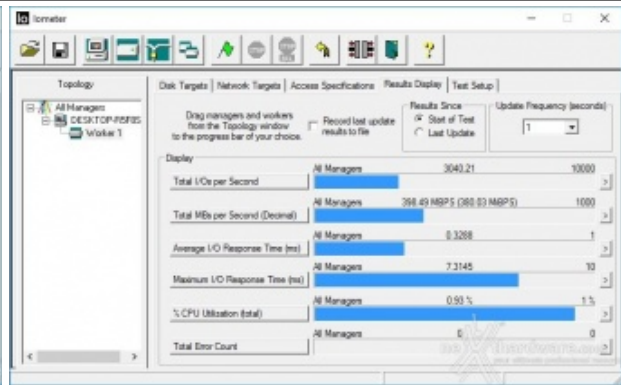 Iometer
Topology
All Managers
Worker 1
Disk Targets
Network Targets
Access Specifications
Results Display
Test Setup
Drag managers and workers
from the Topology window
to the progress bar of your choice.
Record last update
results to file
Results Since
Start of Test
Last Update
Update Frequency (seconds)
1
Display
All Managers 3040.21 10000
Total I/Os per Second
All Managers 398.49 MBPS (380.03 MiBPS) 1000
Total MBs per Second (Decimal)
All Managers 0.3288 1
Average I/O Response Time (ms)
All Managers 7.3145 10
Maximum I/O Response Time (ms)
All Managers 0.93 % 1 %
% CPU Utilization (total)
All Managers 0 0
Total Error Count